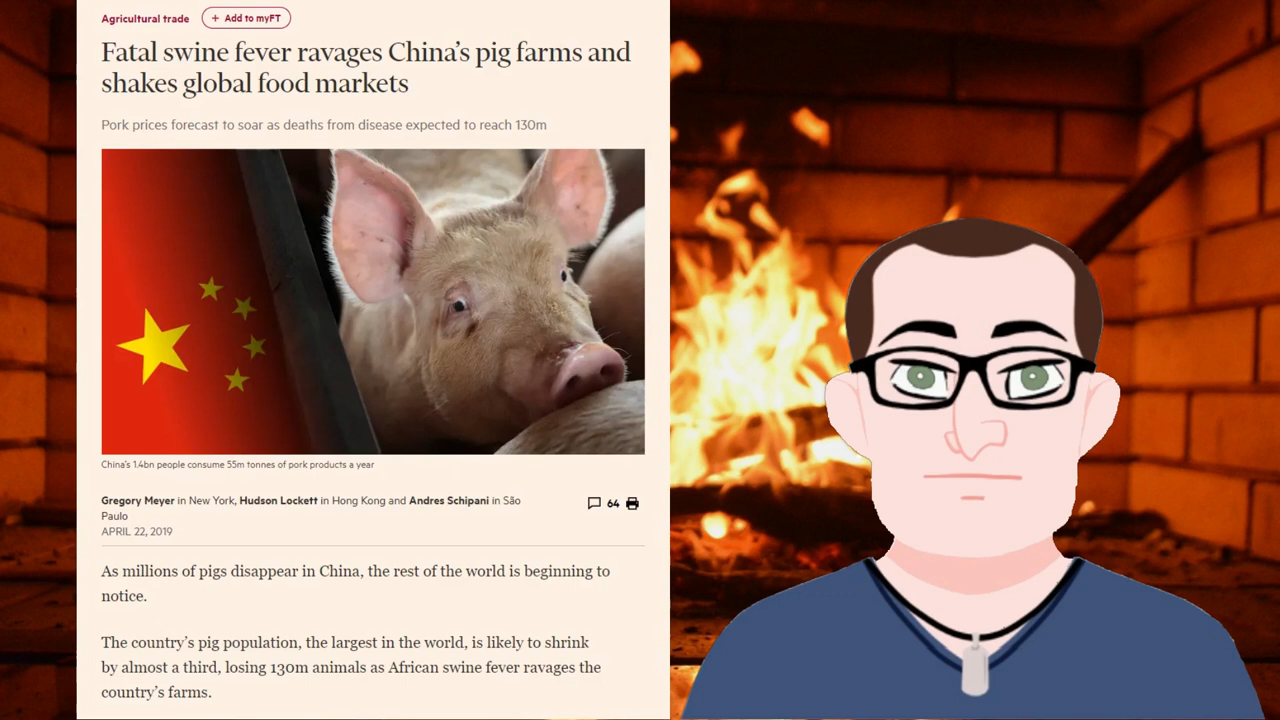 Agricultural trade + Add to myFT
Fatal swine fever ravages China’s pig farms and
shakes global food markets
Pork prices forecast to soar as deaths from disease expected to reach 130m
China’s 1.4bn people consume 55m tonnes of pork products a year
Gregory Meyer in New York, Hudson Lockett in Hong Kong and Andres Schipani in São
Paulo
64
APRIL 22, 2019
As millions of pigs disappear in China, the rest of the world is beginning to
notice.
The country’s pig population, the largest in the world, is likely to shrink
by almost a third, losing 130m animals as African swine fever ravages the
country’s farms.